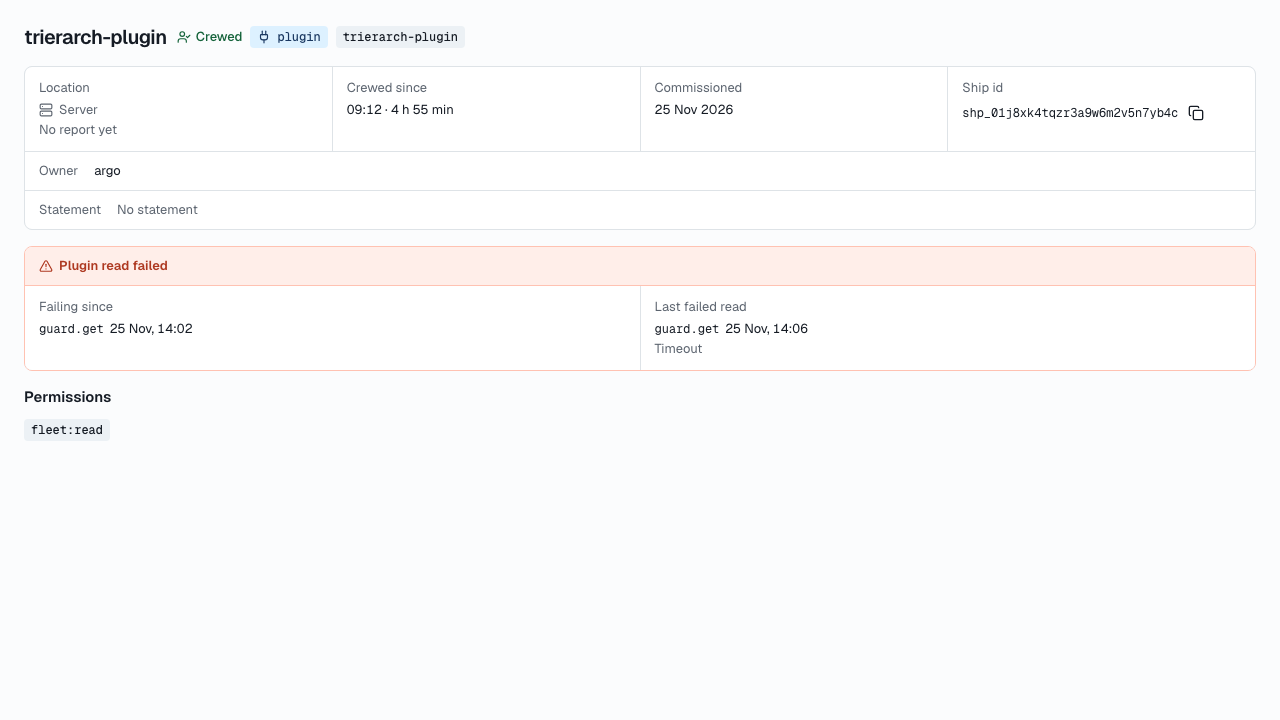 trierarch-plugin Crewed plugin trierarch-plugin
Location
Server
No report yet
Crewed since
09:12 · 4 h 55 min
Commissioned
25 Nov 2026
Ship id
shp_01j8xk4tqzr3a9w6m2v5n7yb4c
Owner argo
Statement No statement
Plugin read failed
Failing since
guard.get 25 Nov, 14:02
Last failed read
guard.get 25 Nov, 14:06
Timeout
Permissions
fleet:read